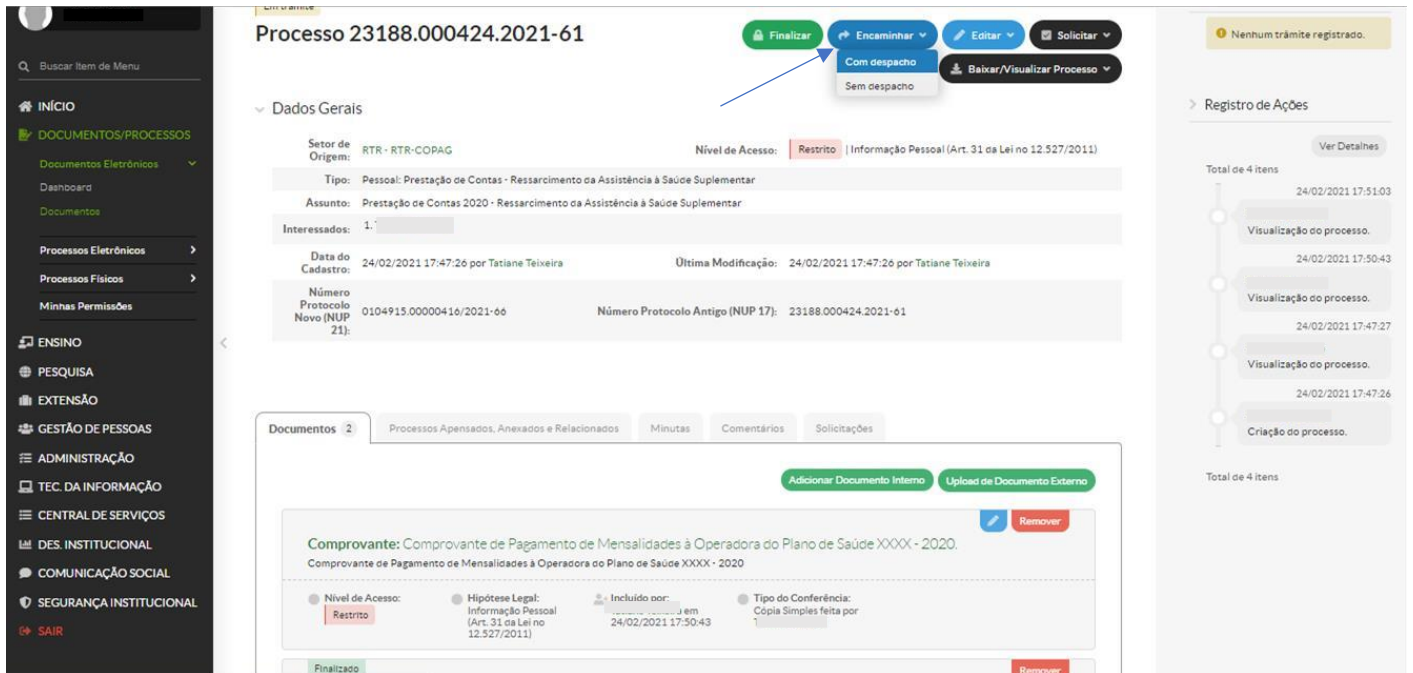 Em trâmite
Processo 23188.000424.2021-61
Finalizar
Encaminhar
Editar
Solicitar
Com despacho
Sem despacho
Baixar/Visualizar Processo
Buscar Item de Menu
INÍCIO
DOCUMENTOS/PROCESSOS
Documentos Eletrônicos
Dashboard
Documentos
Processos Eletrônicos
Processos Físicos
Minhas Permissões
ENSINO
PESQUISA
EXTENSÃO
GESTÃO DE PESSOAS
ADMINISTRAÇÃO
TEC. DA INFORMAÇÃO
CENTRAL DE SERVIÇOS
DES. INSTITUCIONAL
COMUNICAÇÃO SOCIAL
SEGURANÇA INSTITUCIONAL
SAIR
Dados Gerais
Setor de Origem: RTR - RTR-COPAG Nível de Acesso: Restrito | Informação Pessoal (Art. 31 da Lei no 12.527/2011)
Tipo: Pessoal: Prestação de Contas - Ressarcimento da Assistência à Saúde Suplementar
Assunto: Prestação de Contas 2020 - Ressarcimento da Assistência à Saúde Suplementar
Interessados: 1.
Data do Cadastro: 24/02/2021 17:47:26 por Tatiane Teixeira Última Modificação: 24/02/2021 17:47:26 por Tatiane Teixeira
Número Protocolo Novo (NUP 21): 0104915.00000416/2021-66 Número Protocolo Antigo (NUP 17): 23188.000424.2021-61
Documentos 2
Processos Apensados, Anexados e Relacionados
Minutas
Comentários
Solicitações
Adicionar Documento Interno
Upload de Documento Externo
Remover
Comprovante: Comprovante de Pagamento de Mensalidades à Operadora do Plano de Saúde XXXX - 2020.
Comprovante de Pagamento de Mensalidades à Operadora do Plano de Saúde XXXX - 2020
Nível de Acesso:
Restrito
Hipótese Legal:
Informação Pessoal
(Art. 31 da Lei no
12.527/2011)
Incluído por:
em
24/02/2021 17:50:43
Tipo do Conferência:
Cópia Simples feita por
Finalizado
Remover
Nenhum trâmite registrado.
Registro de Ações
Ver Detalhes
Total de 4 itens
24/02/2021 17:51:03
Visualização do processo.
24/02/2021 17:50:43
Visualização do processo.
24/02/2021 17:47:27
Visualização do processo.
24/02/2021 17:47:26
Criação do processo.
Total de 4 itens